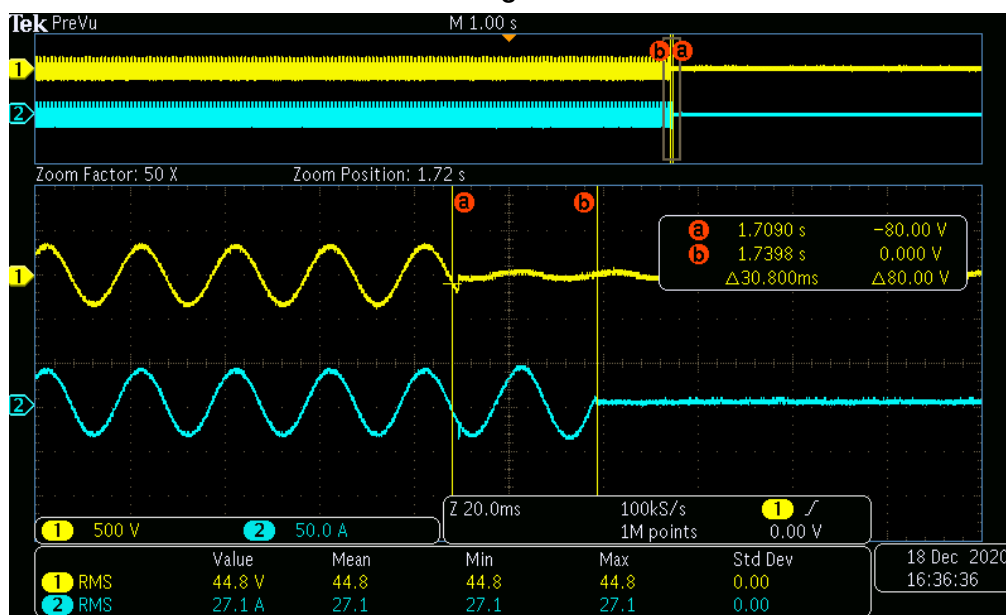 Tek PreVu M 1.00 s
b a
1
2
Zoom Factor: 50 X Zoom Position: 1.72 s
a b
a 1.7090 s -80.00 V
b 1.7398 s 0.000 V
△30.800ms △80.00 V
1
2
Z 20.0ms 100kS/s 1
1 500 V 2 50.0 A 1M points 0.00 V
Value Mean Min Max Std Dev
1 RMS 44.8 V 44.8 44.8 44.8 0.00
2 RMS 27.1 A 27.1 27.1 27.1 0.00
18 Dec 2020
16:36:36